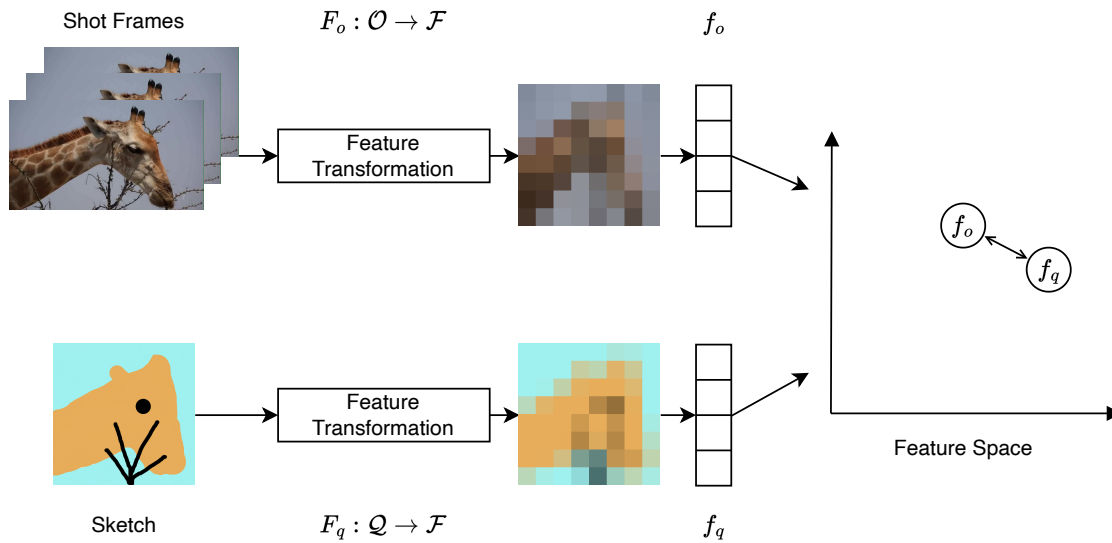 Shot Frames
F_o : 𝒪 → ℱ
f_o
Feature
Transformation
f_o
f_q
Feature
Transformation
Feature Space
Sketch
F_q : 𝒬 → ℱ
f_q